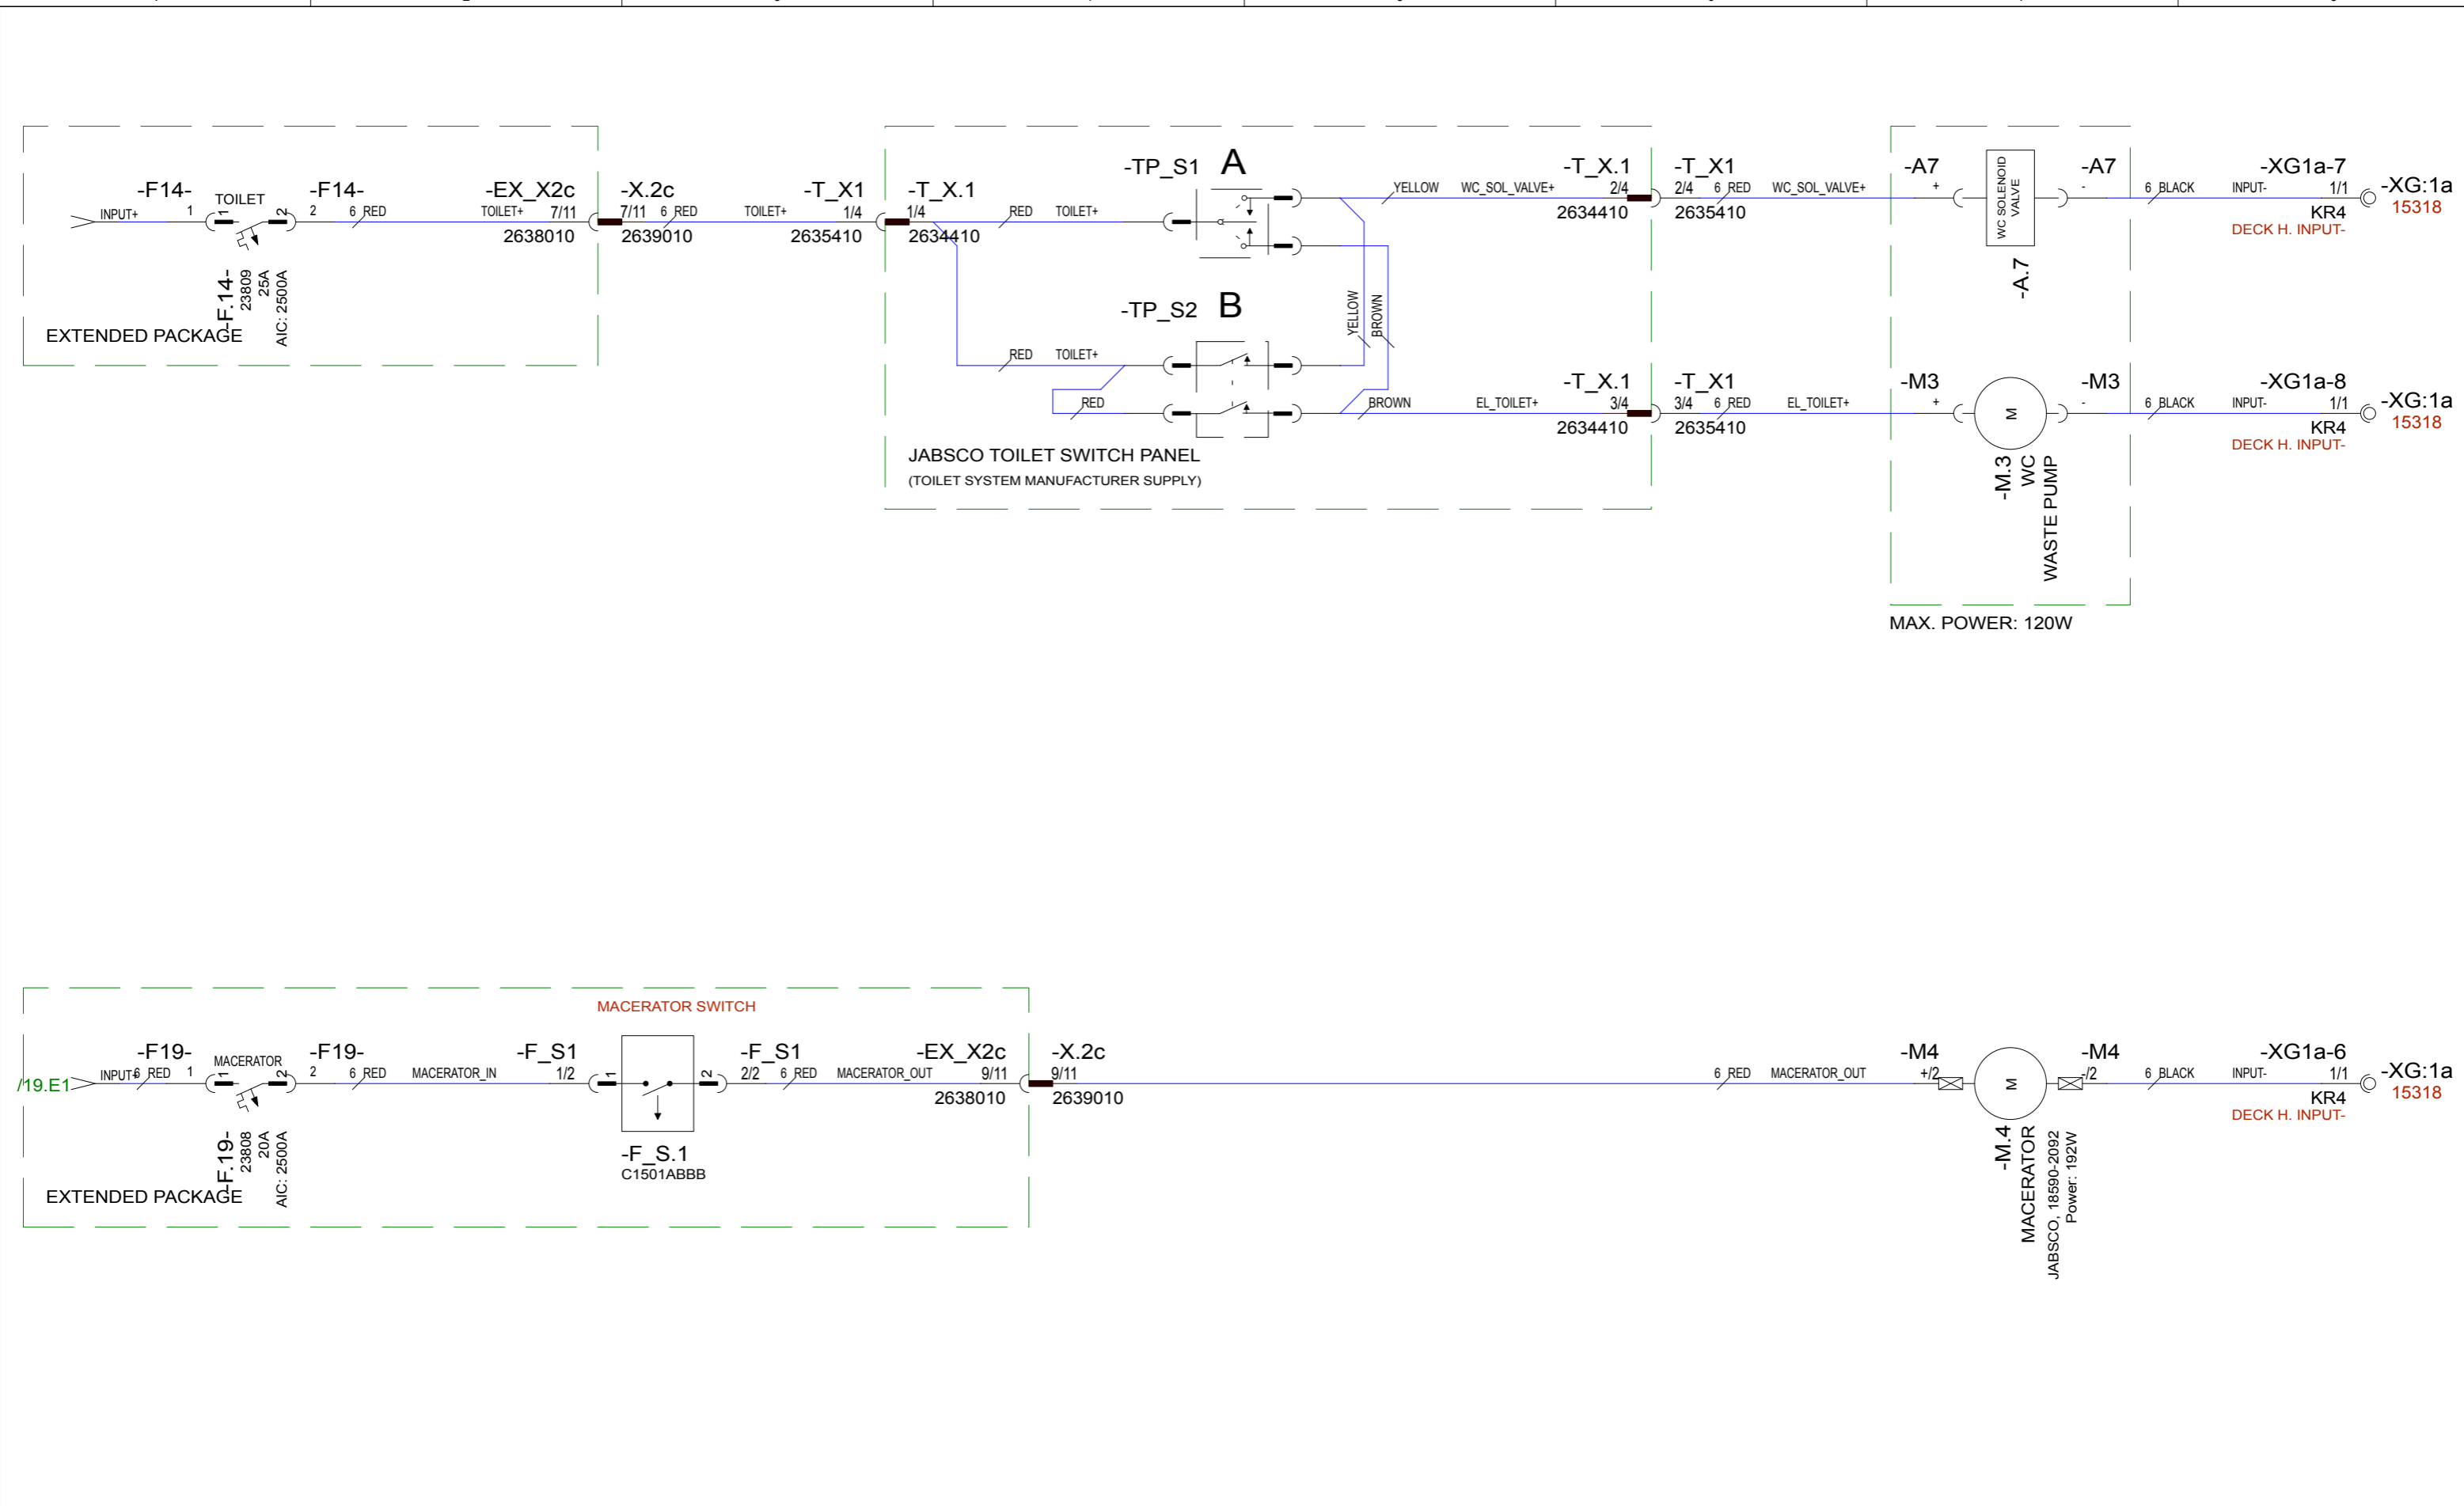 -F14-
TOILET
-F14-
-EX_X2c
-X.2c
-T_X1
-T_X.1
-TP_S1
A
-T_X.1
-T_X1
-A7
WC SOLENOID
VALVE
-A7
-XG1a-7
-XG:1a
INPUT+
1
1
2
2
6 RED
TOILET+
7/11
7/11
6 RED
TOILET+
1/4
1/4
RED
TOILET+
YELLOW
WC_SOL_VALVE+
2/4
2/4
6 RED
WC_SOL_VALVE+
+
-
6 BLACK
INPUT-
1/1
15318
2638010
2639010
2635410
2634410
2634410
2635410
KR4
DECK H. INPUT-
-F.14-
23809
25A
AIC: 2500A
-A.7
EXTENDED PACKAGE
-TP_S2
B
YELLOW
BROWN
RED
TOILET+
RED
BROWN
EL_TOILET+
-T_X.1
3/4
2634410
-T_X1
3/4
6 RED
EL_TOILET+
2635410
-M3
+
M
-M3
-
6 BLACK
INPUT-
-XG1a-8
1/1
KR4
DECK H. INPUT-
-XG:1a
15318
JABSCO TOILET SWITCH PANEL
(TOILET SYSTEM MANUFACTURER SUPPLY)
-M.3
WC
WASTE PUMP
MAX. POWER: 120W
MACERATOR SWITCH
/19.E1
-F19-
MACERATOR
-F19-
-F_S1
-F_S1
-EX_X2c
-X.2c
-M4
-M4
-XG1a-6
-XG:1a
INPUT+
6 RED
1
1
2
2
6 RED
MACERATOR_IN
1/2
1
2
2/2
6 RED
MACERATOR_OUT
9/11
9/11
6 RED
MACERATOR_OUT
+/2
M
-/2
6 BLACK
INPUT-
1/1
15318
2638010
2639010
KR4
DECK H. INPUT-
-F.19-
23808
20A
AIC: 2500A
-F_S.1
C1501ABBB
EXTENDED PACKAGE
-M.4
MACERATOR
JABSCO, 18590-2092
Power: 192W